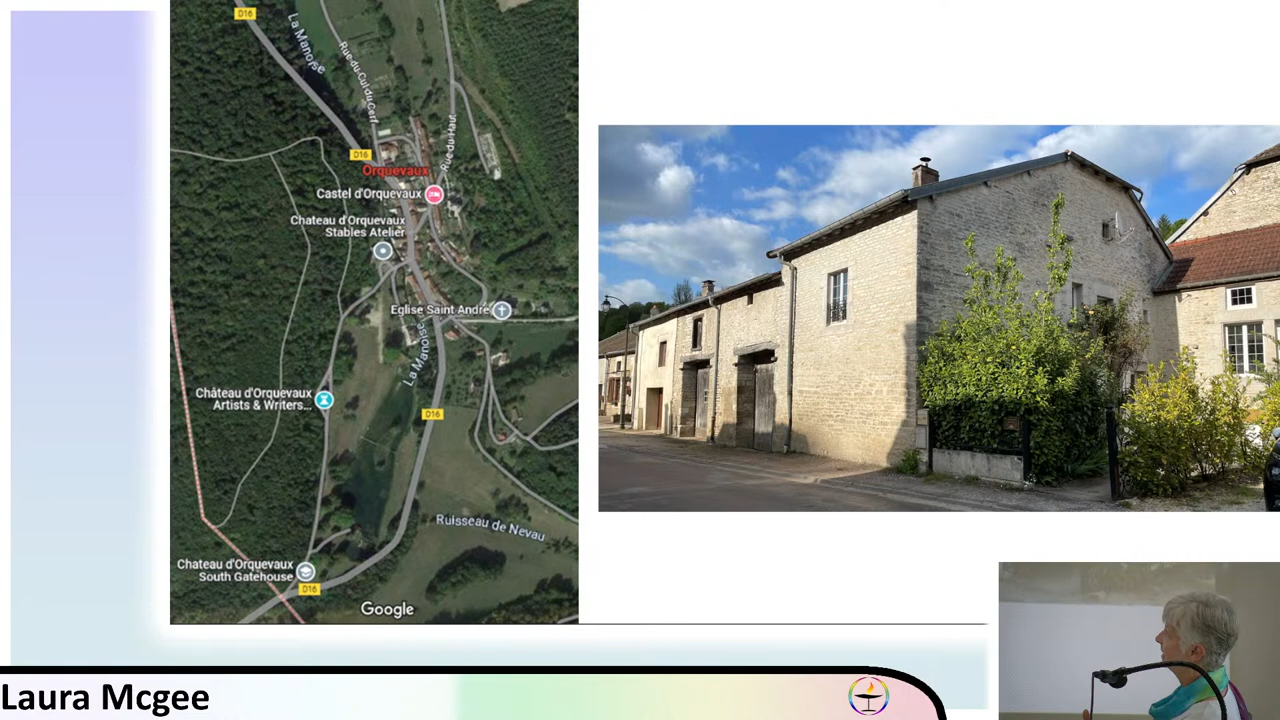 D16
La Manoise
Rue du Cul du Cerf
Rue du Haut
D16
Orquevaux
Castel d'Orquevaux
Chateau d'Orquevaux
Stables Atelier
Eglise Saint André
La Manoise
Château d'Orquevaux
Artists & Writers...
D16
Ruisseau de Nevau
Chateau d'Orquevaux
South Gatehouse
D16
Google
Laura Mcgee